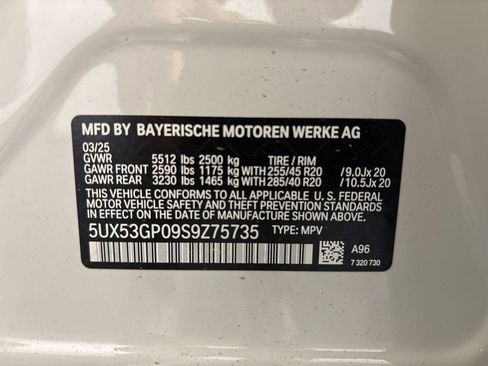 MFD BY BAYERISCHE MOTOREN WERKE AG
03/25
GVWR 5512 lbs 2500 kg TIRE / RIM
GAWR FRONT 2590 lbs 1175 kg WITH 255/45 R20 /9.0Jx 20
GAWR REAR 3230 lbs 1465 kg WITH 285/40 R20 /10.5Jx 20
THIS VEHICLE CONFORMS TO ALL APPLICABLE U.S. FEDERAL
MOTOR VEHICLE SAFETY AND THEFT PREVENTION STANDARDS
IN EFFECT ON THE DATE OF MANUFACTURE SHOWN ABOVE.
5UX53GP09S9Z75735 TYPE: MPV
A96
7 320 730